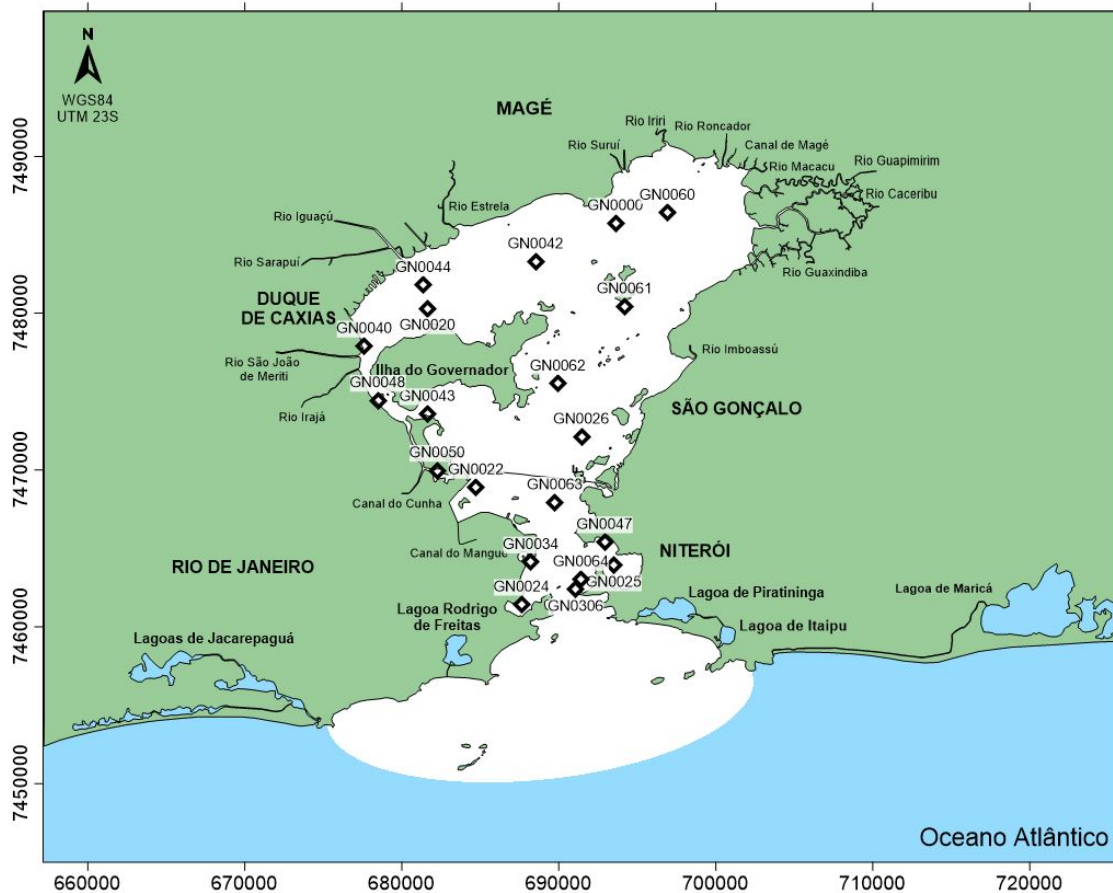 N
WGS84
UTM 23S
MAGÉ
Rio Iriri
Rio Roncador
Rio Suruí
Canal de Magé
Rio Macacu
Rio Guapimirim
Rio Caceribu
GN0060
GN0000
Rio Estrela
Rio Iguaçú
GN0042
Rio Sarapuí
GN0044
Rio Guaxindiba
GN0061
DUQUE
DE CAXIAS
GN0020
GN0040
Rio Imboassú
Rio São João
de Meriti
GN0062
Ilha do Governador
GN0048
GN0043
Rio Irajá
SÃO GONÇALO
GN0026
GN0050
GN0022
GN0063
Canal do Cunha
GN0047
Canal do Mangue
GN0034
NITERÓI
GN0064
RIO DE JANEIRO
GN0025
GN0024
Lagoa de Piratininga
Lagoa de Maricá
GN0306
Lagoa Rodrigo
de Freitas
Lagoa de Itaipu
Lagoas de Jacarepaguá
Oceano Atlântico
7490000
7480000
7470000
7460000
7450000
660000
670000
680000
690000
700000
710000
720000